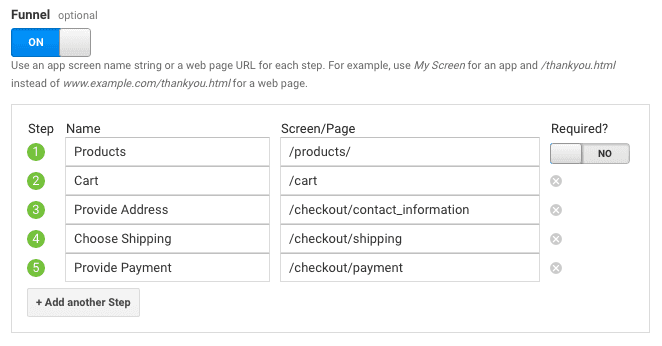 Funnel optional
ON
Use an app screen name string or a web page URL for each step. For example, use My Screen for an app and /thankyou.html
instead of www.example.com/thankyou.html for a web page.
Step Name Screen/Page Required?
1 Products /products/ NO
2 Cart /cart
3 Provide Address /checkout/contact_information
4 Choose Shipping /checkout/shipping
5 Provide Payment /checkout/payment
+ Add another Step